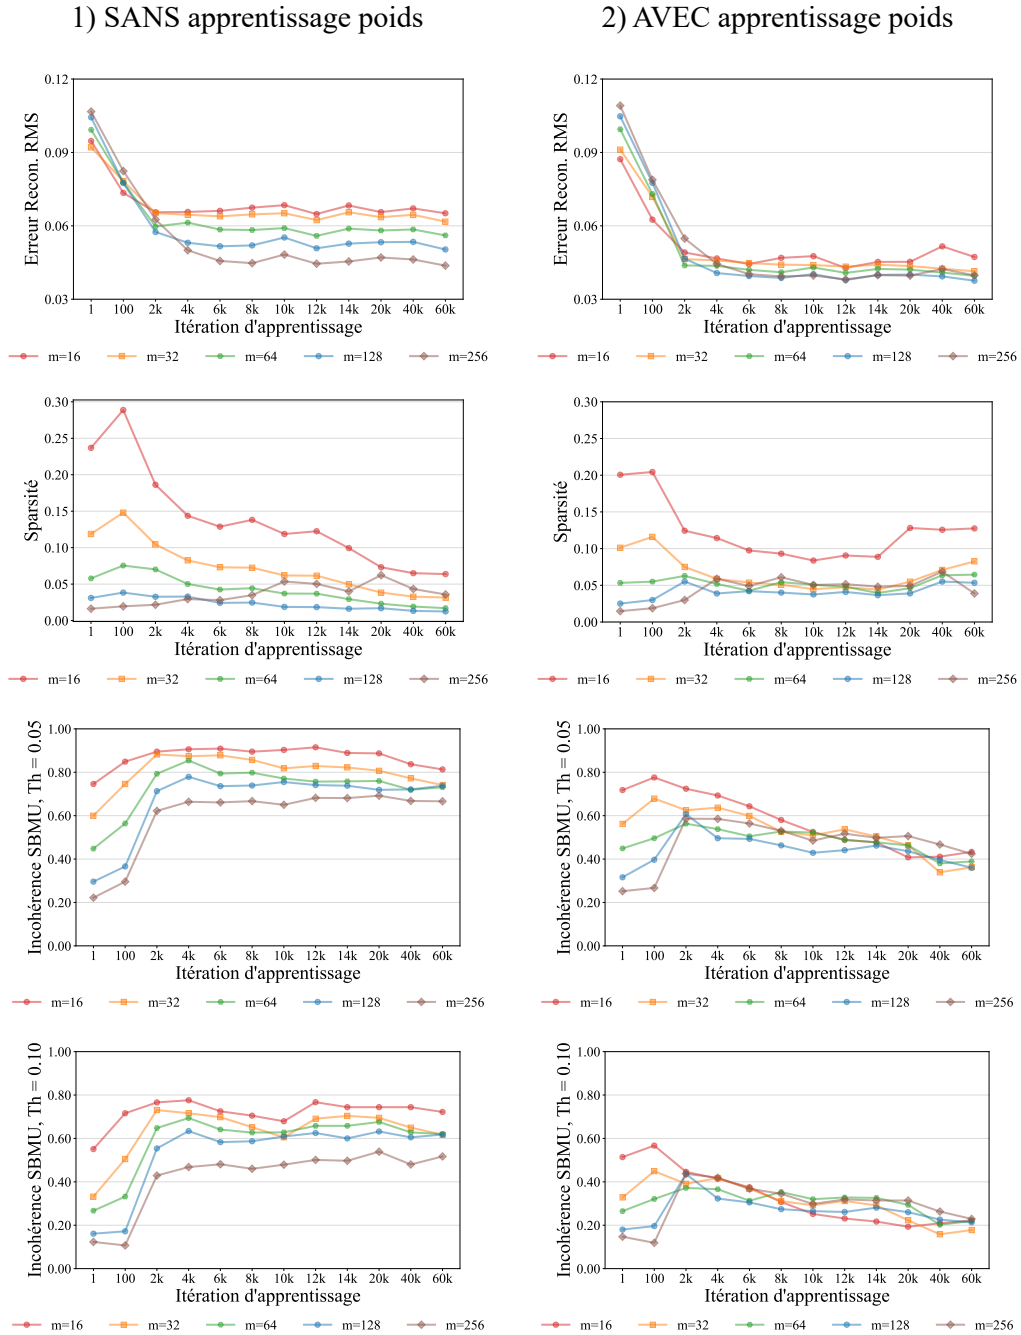 1) SANS apprentissage poids
2) AVEC apprentissage poids
Erreur Recon. RMS
0.12
0.09
0.06
0.03
1 100 2k 4k 6k 8k 10k 12k 14k 20k 40k 60k
Itération d'apprentissage
m=16 m=32 m=64 m=128 m=256
Erreur Recon. RMS
0.12
0.09
0.06
0.03
1 100 2k 4k 6k 8k 10k 12k 14k 20k 40k 60k
Itération d'apprentissage
m=16 m=32 m=64 m=128 m=256
Sparsité
0.30
0.25
0.20
0.15
0.10
0.05
0.00
1 100 2k 4k 6k 8k 10k 12k 14k 20k 40k 60k
Itération d'apprentissage
m=16 m=32 m=64 m=128 m=256
Sparsité
0.30
0.25
0.20
0.15
0.10
0.05
0.00
1 100 2k 4k 6k 8k 10k 12k 14k 20k 40k 60k
Itération d'apprentissage
m=16 m=32 m=64 m=128 m=256
Incohérence SBMU, Th = 0.05
1.00
0.80
0.60
0.40
0.20
0.00
1 100 2k 4k 6k 8k 10k 12k 14k 20k 40k 60k
Itération d'apprentissage
m=16 m=32 m=64 m=128 m=256
Incohérence SBMU, Th = 0.05
1.00
0.80
0.60
0.40
0.20
0.00
1 100 2k 4k 6k 8k 10k 12k 14k 20k 40k 60k
Itération d'apprentissage
m=16 m=32 m=64 m=128 m=256
Incohérence SBMU, Th = 0.10
1.00
0.80
0.60
0.40
0.20
0.00
1 100 2k 4k 6k 8k 10k 12k 14k 20k 40k 60k
Itération d'apprentissage
m=16 m=32 m=64 m=128 m=256
Incohérence SBMU, Th = 0.10
1.00
0.80
0.60
0.40
0.20
0.00
1 100 2k 4k 6k 8k 10k 12k 14k 20k 40k 60k
Itération d'apprentissage
m=16 m=32 m=64 m=128 m=256